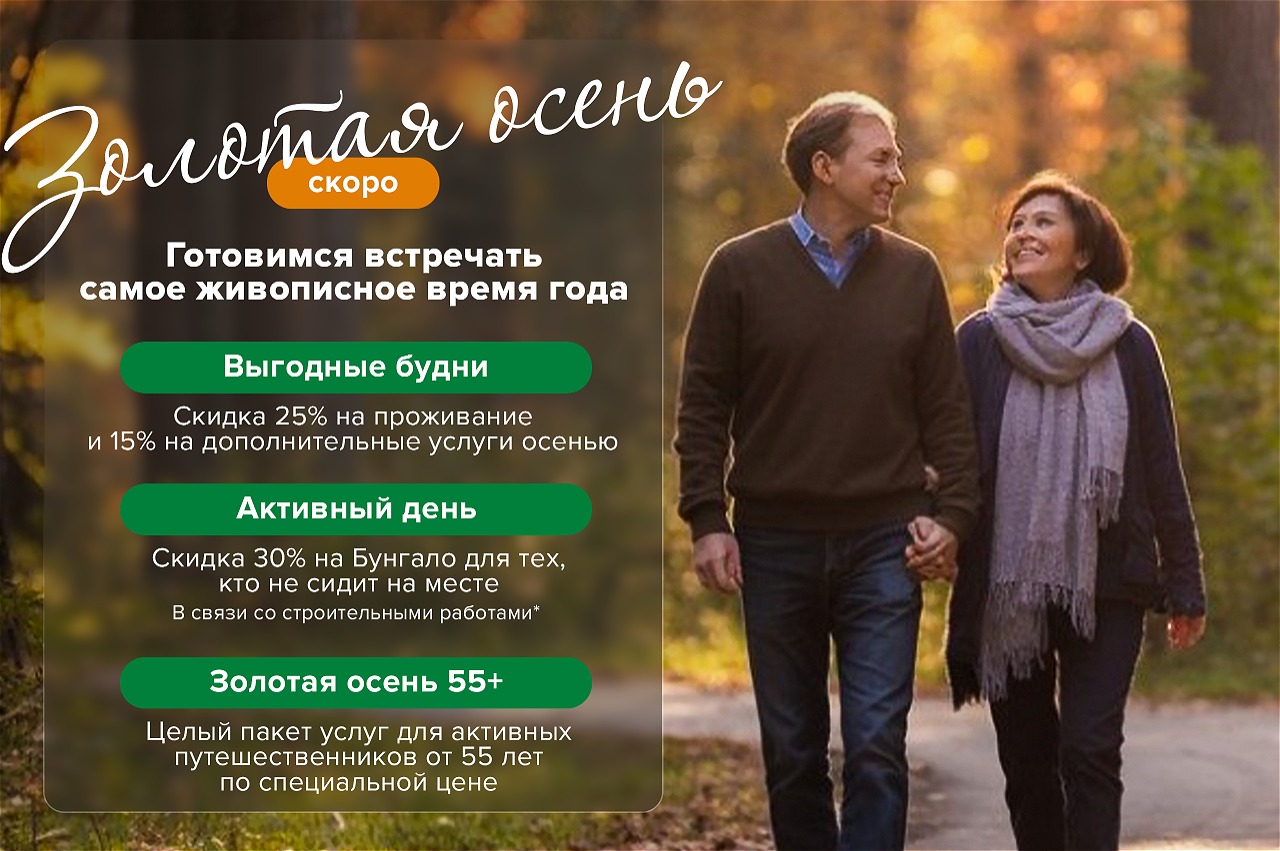 Золотая осень
скоро
Готовимся встречать
самое живописное время года
Выгодные будни
Скидка 25% на проживание
и 15% на дополнительные услуги осенью
Активный день
Скидка 30% на Бунгало для тех,
кто не сидит на месте
В связи со строительными работами*
Золотая осень 55+
Целый пакет услуг для активных
путешественников от 55 лет
по специальной цене